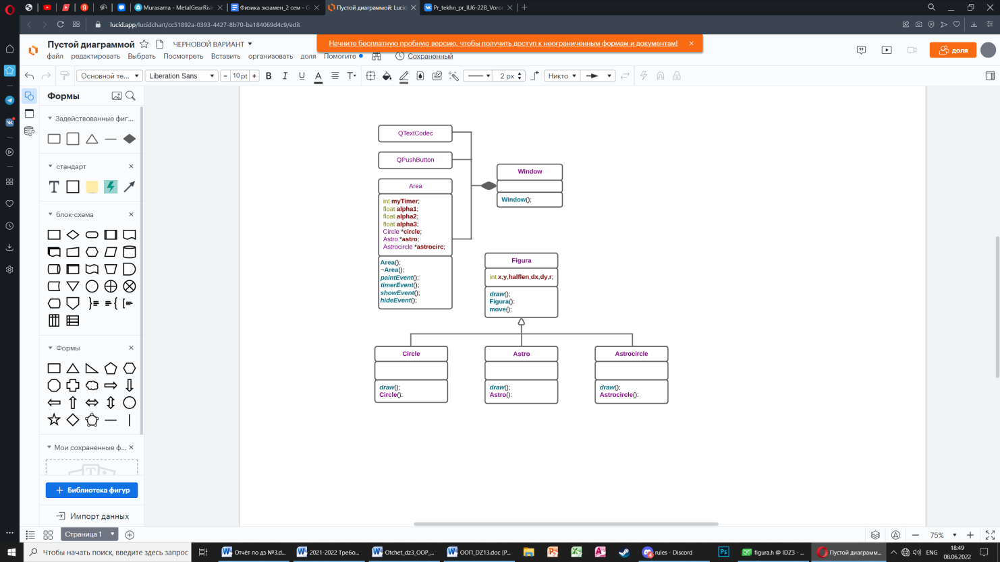 Murasama - MetalGearRisi
Физика экзамен_2 сем - G
Пустой диаграммой: Lucid
Pr_tekhn_pr_IU6-22B_Voron
lucid.app/lucidchart/cc51892a-0393-4427-8b70-ba184069d4c9/edit
Пустой диаграммой
ЧЕРНОВОЙ ВАРИАНТ
Начните бесплатную пробную версию, чтобы получить доступ к неограниченным формам и документам!
доля
файл редактировать Выбрать Посмотреть Вставить организовать доля Помогите Сохраненный
Основной те...
Liberation Sans
− 10 pt +
B I U A T
2 px
Никто
Формы
Задействованные фиг...
стандарт
T
блок-схема
Формы
Мои сохраненные ф...
+ Библиотека фигур
Импорт данных
QTextCodec
QPushButton
Area
int myTimer;
float alpha1;
float alpha2;
float alpha3;
Circle *circle;
Astro *astro;
Astrocircle *astrocirc;
Area();
~Area();
paintEvent();
timerEvent();
showEvent();
hideEvent();
Window
Window();
Figura
int x,y,halflen,dx,dy,r;
draw();
Figura():
move();
Circle
draw();
Circle():
Astro
draw();
Astro():
Astrocircle
draw();
Astrocircle():
Страница 1
75%
Чтобы начать поиск, введите здесь запрос
Отчёт по дз №3.d...
2021-2022 Требо...
Otchet_dz3_OOP_...
ООП_DZ13.doc [Р...
rules - Discord
figura.h @ IDZ3 - ...
Пустой диаграмм...
ENG
18:49
08.06.2022